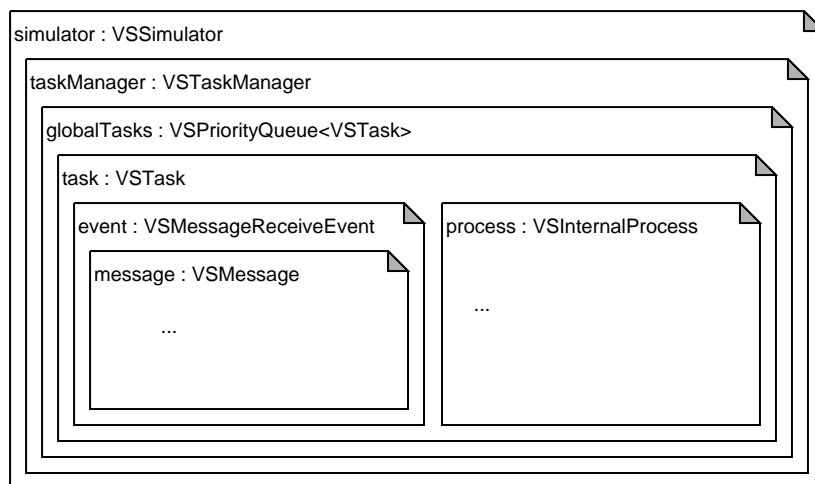 simulator : VSSimulator
taskManager : VSTaskManager
globalTasks : VSPriorityQueue<VSTask>
task : VSTask
event : VSMessageReceiveEvent
message : VSMessage
...
process : VSInternalProcess
...